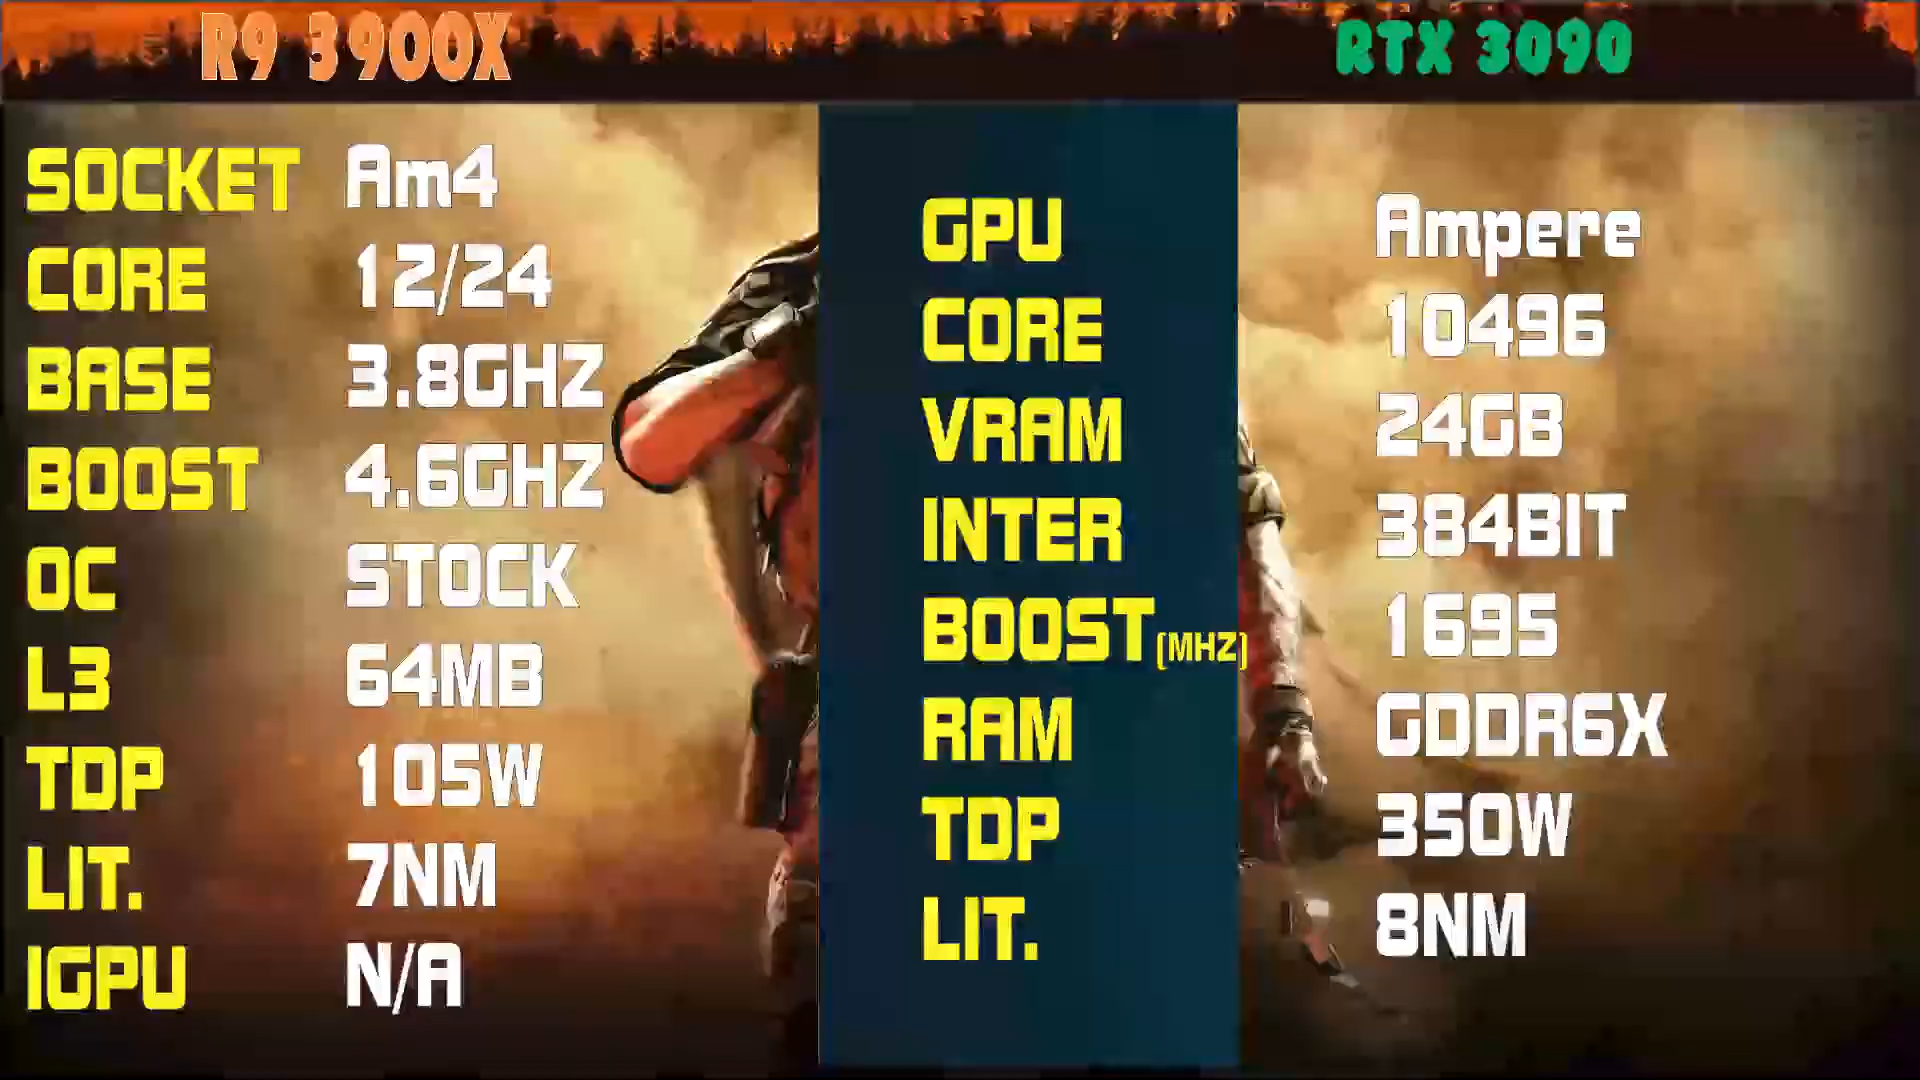 R9 3900X
RTX 3090
SOCKET Am4
CORE 12/24
BASE 3.8GHZ
BOOST 4.6GHZ
OC STOCK
L3 64MB
TDP 105W
LIT. 7NM
IGPU N/A
GPU Ampere
CORE 10496
VRAM 24GB
INTER 384BIT
BOOST(MHZ) 1695
RAM GDDR6X
TDP 350W
LIT. 8NM